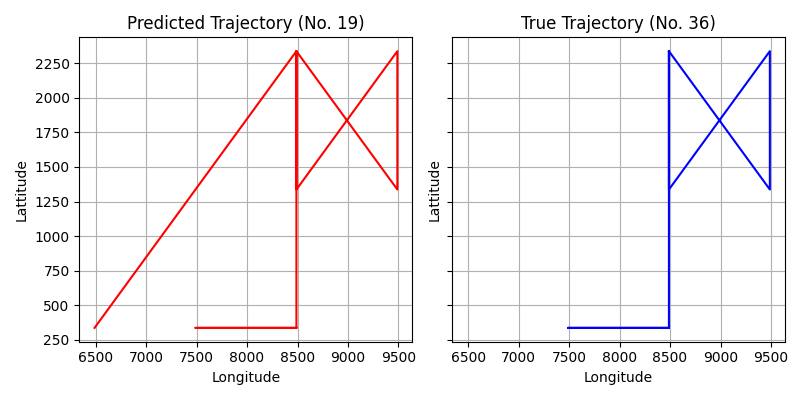 Predicted Trajectory (No. 19)
True Trajectory (No. 36)
Lattitude
2250
2000
1750
1500
1250
1000
750
500
250
6500 7000 7500 8000 8500 9000 9500
Longitude
Lattitude
6500 7000 7500 8000 8500 9000 9500
Longitude